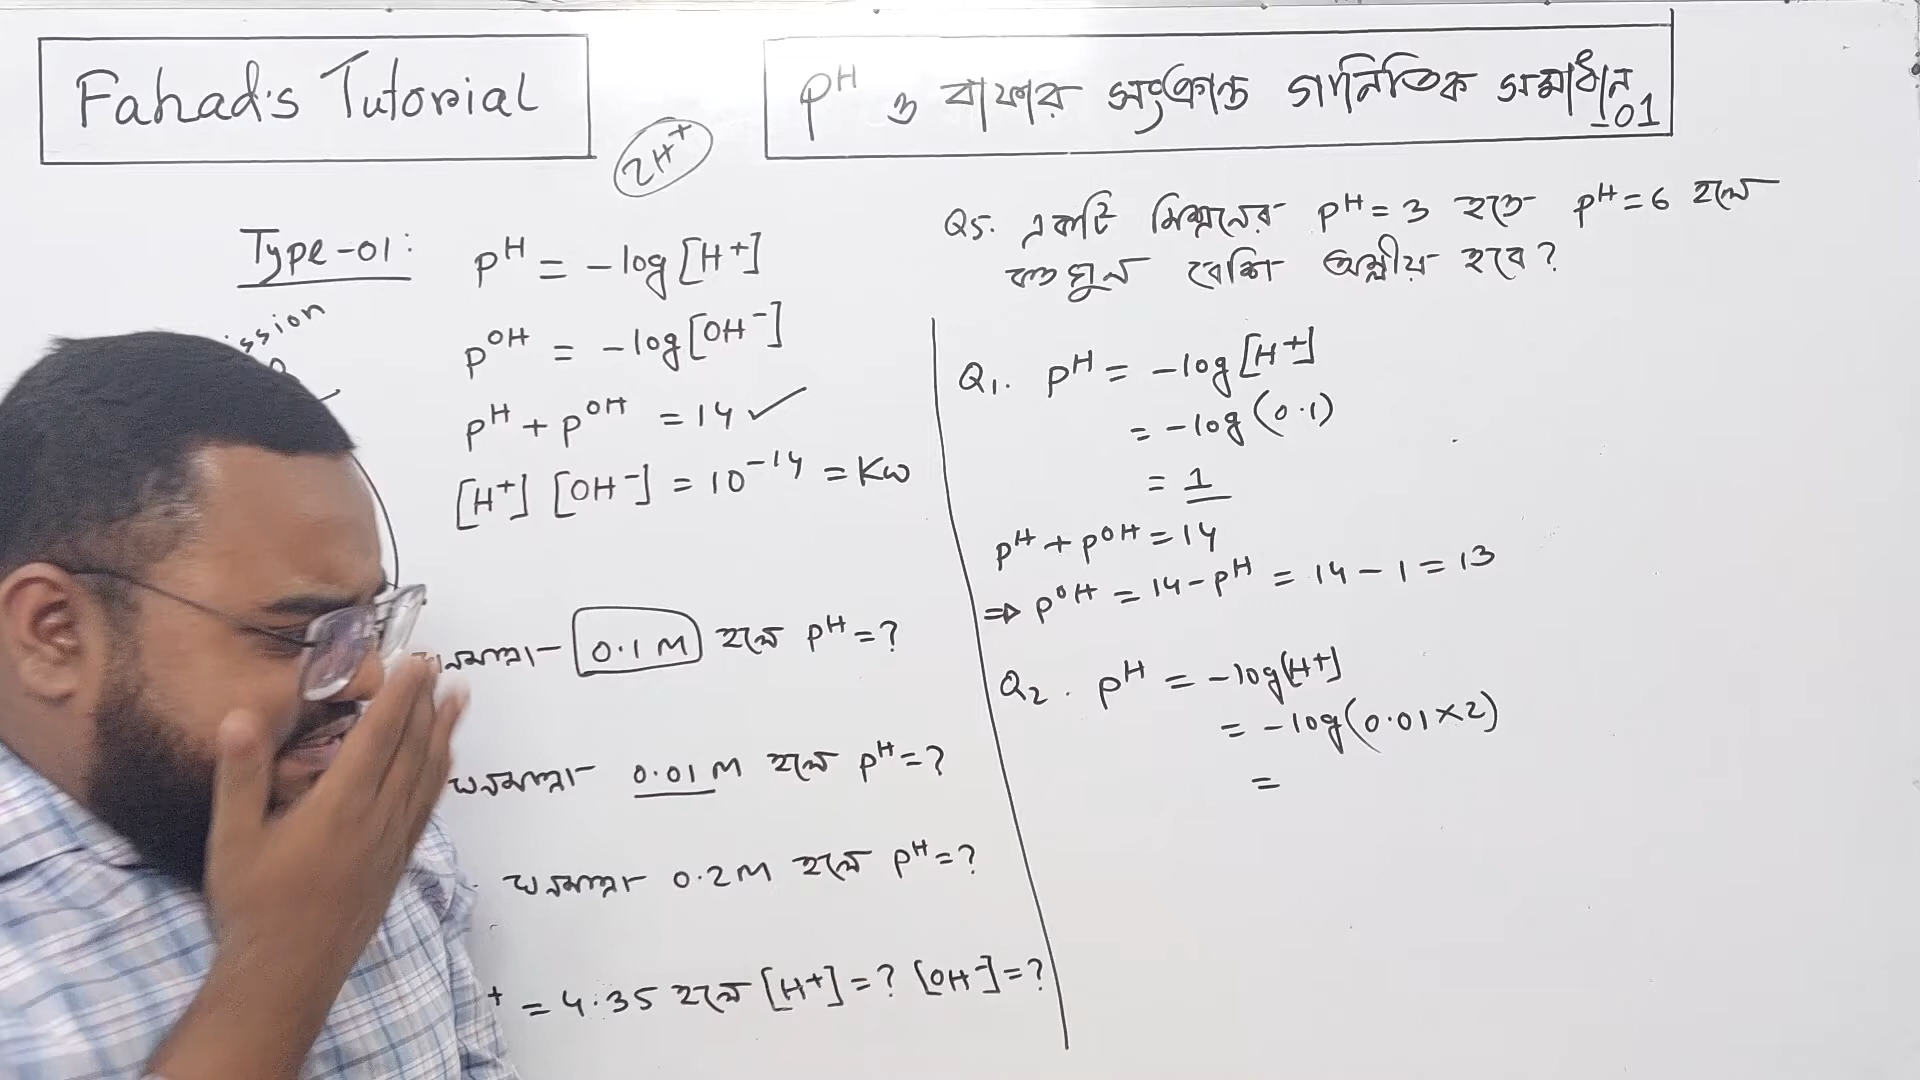 Fahad's Tutorial
pH ও বাফার সংক্রান্ত গানিতিক সমাধান -01
2H+
Type-01:
pH = -log[H+]
pOH = -log[OH-]
pH + pOH = 14 ✓
[H+] [OH-] = 10^-14 = Kw
0.1 M হলে pH = ?
ঘনমাত্রা 0.01 M হলে pH = ?
ঘনমাত্রা 0.2 M হলে pH = ?
= 4.35 হলে [H+] = ? [OH-] = ?
Q5. একটি মিশ্রনের pH = 3 হতে pH = 6 হলে
কত গুন বেশি অম্লীয় হবে?
Q1. pH = -log[H+]
= -log(0.1)
= 1
pH + pOH = 14
⇒ pOH = 14 - pH = 14 - 1 = 13
Q2. pH = -log[H+]
= -log(0.01×2)
=